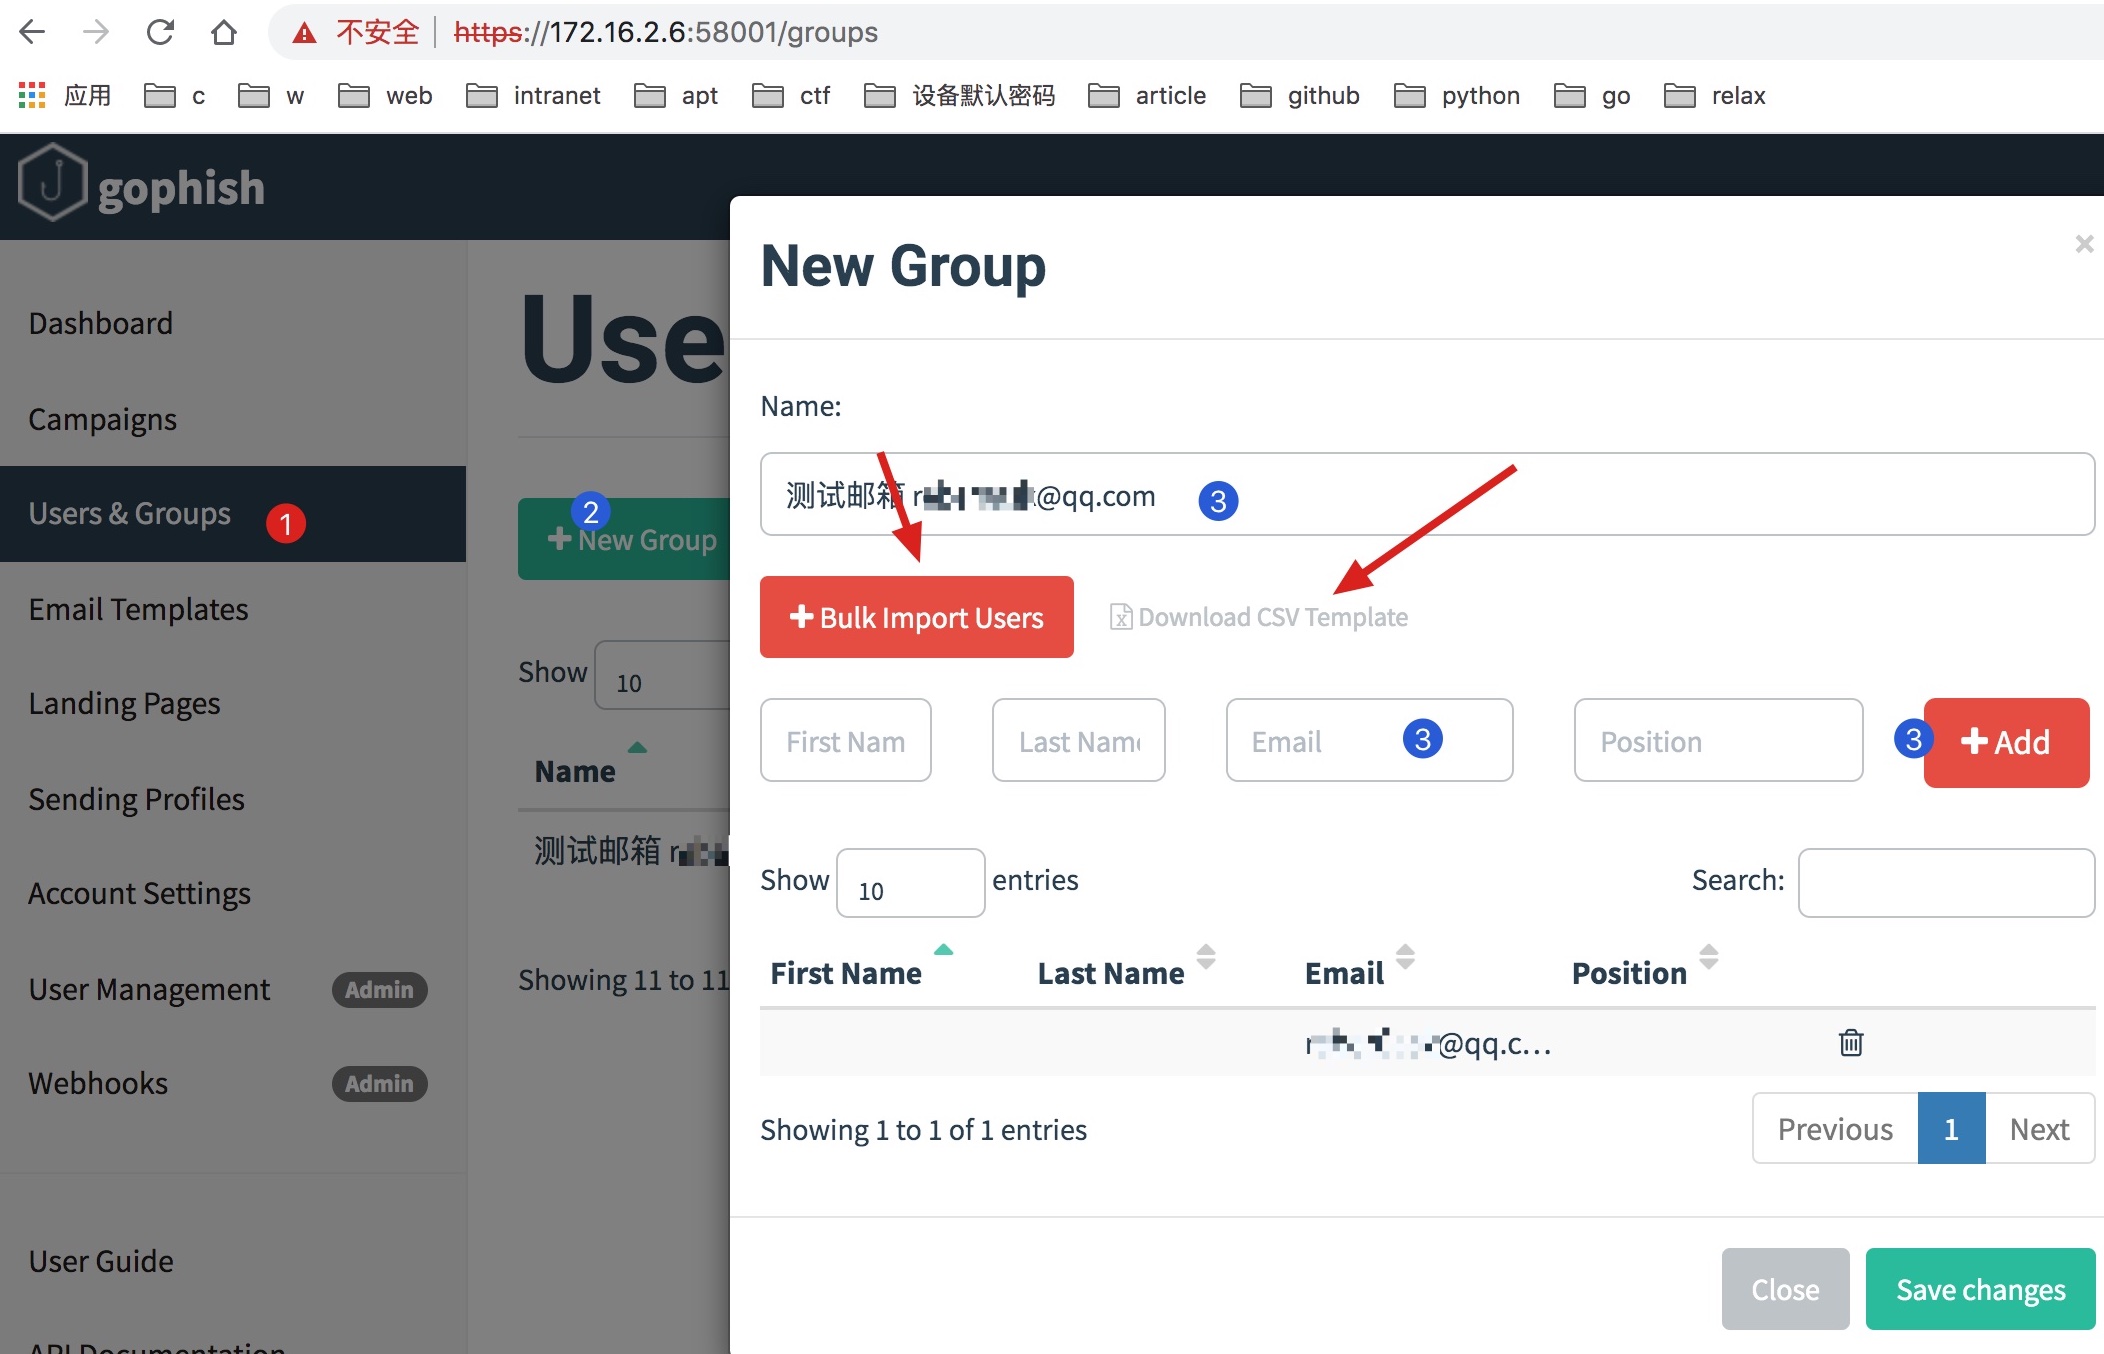 不安全 https://172.16.2.6:58001/groups
应用 c w web intranet apt ctf 设备默认密码 article github python go relax
gophish
Dashboard
Campaigns
Users & Groups 1
Email Templates
Landing Pages
Sending Profiles
Account Settings
User Management Admin
Webhooks Admin
User Guide
API Documentation
Use
2
+ New Group
Show 10
Name
测试邮箱 r
Showing 11 to 11
New Group ×
Name:
测试邮箱 r @qq.com 3
+ Bulk Import Users Download CSV Template
First Nam Last Name Email 3 Position 3 + Add
Show 10 entries Search:
First Name Last Name Email Position
r @qq.c…
Showing 1 to 1 of 1 entries Previous 1 Next
Close Save changes